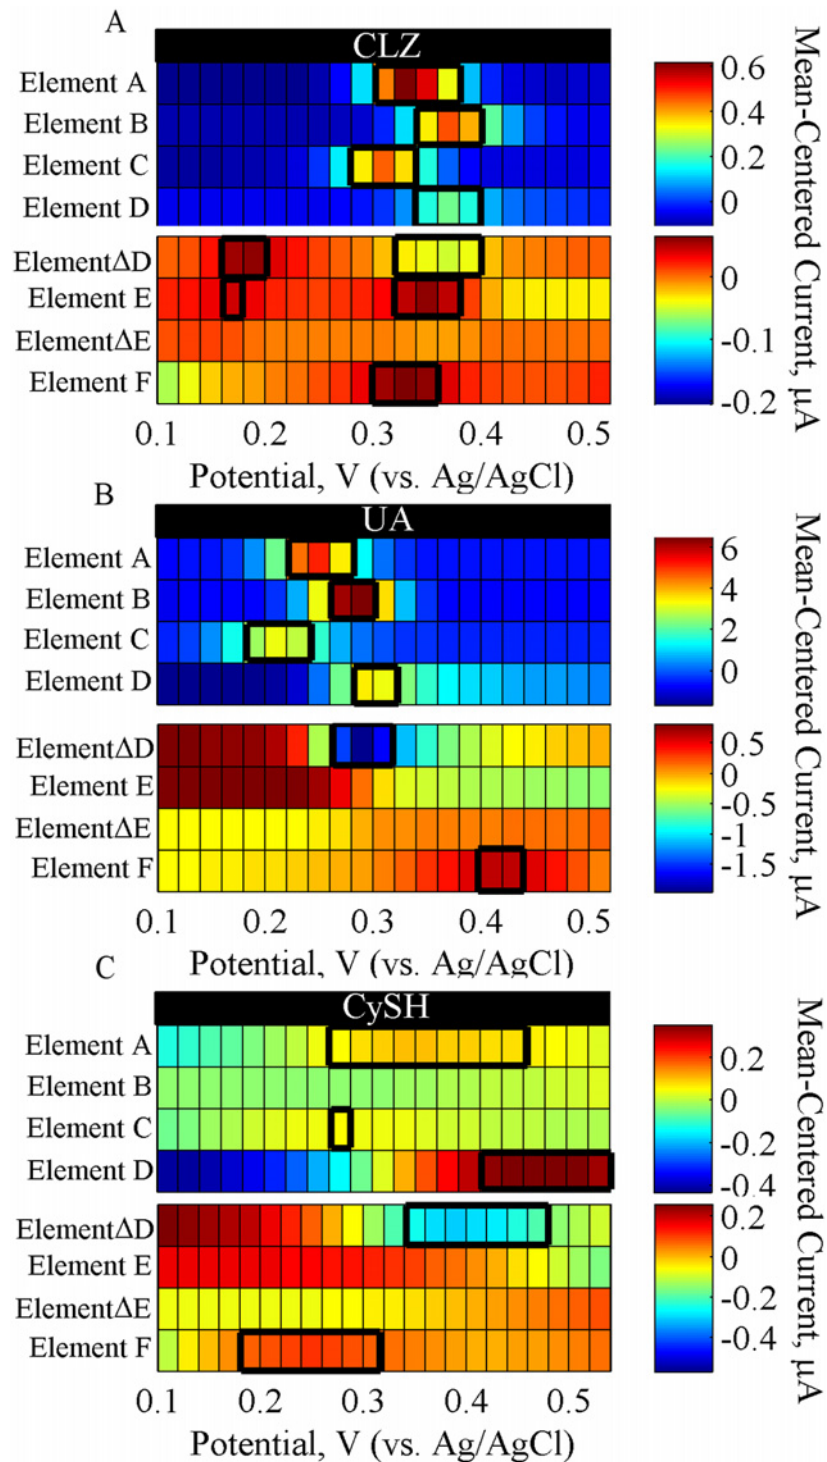 A
CLZ
Element A
Element B
Element C
Element D
0.6
0.4
0.2
0
ElementΔD
Element E
ElementΔE
Element F
0
-0.1
-0.2
Mean-Centered Current, µA
0.1 0.2 0.3 0.4 0.5
Potential, V (vs. Ag/AgCl)
B
UA
Element A
Element B
Element C
Element D
6
4
2
0
ElementΔD
Element E
ElementΔE
Element F
0.5
0
-0.5
-1
-1.5
Mean-Centered Current, µA
0.1 0.2 0.3 0.4 0.5
Potential, V (vs. Ag/AgCl)
C
CySH
Element A
Element B
Element C
Element D
0.2
0
-0.2
-0.4
ElementΔD
Element E
ElementΔE
Element F
0.2
0
-0.2
-0.4
Mean-Centered Current, µA
0.1 0.2 0.3 0.4 0.5
Potential, V (vs. Ag/AgCl)